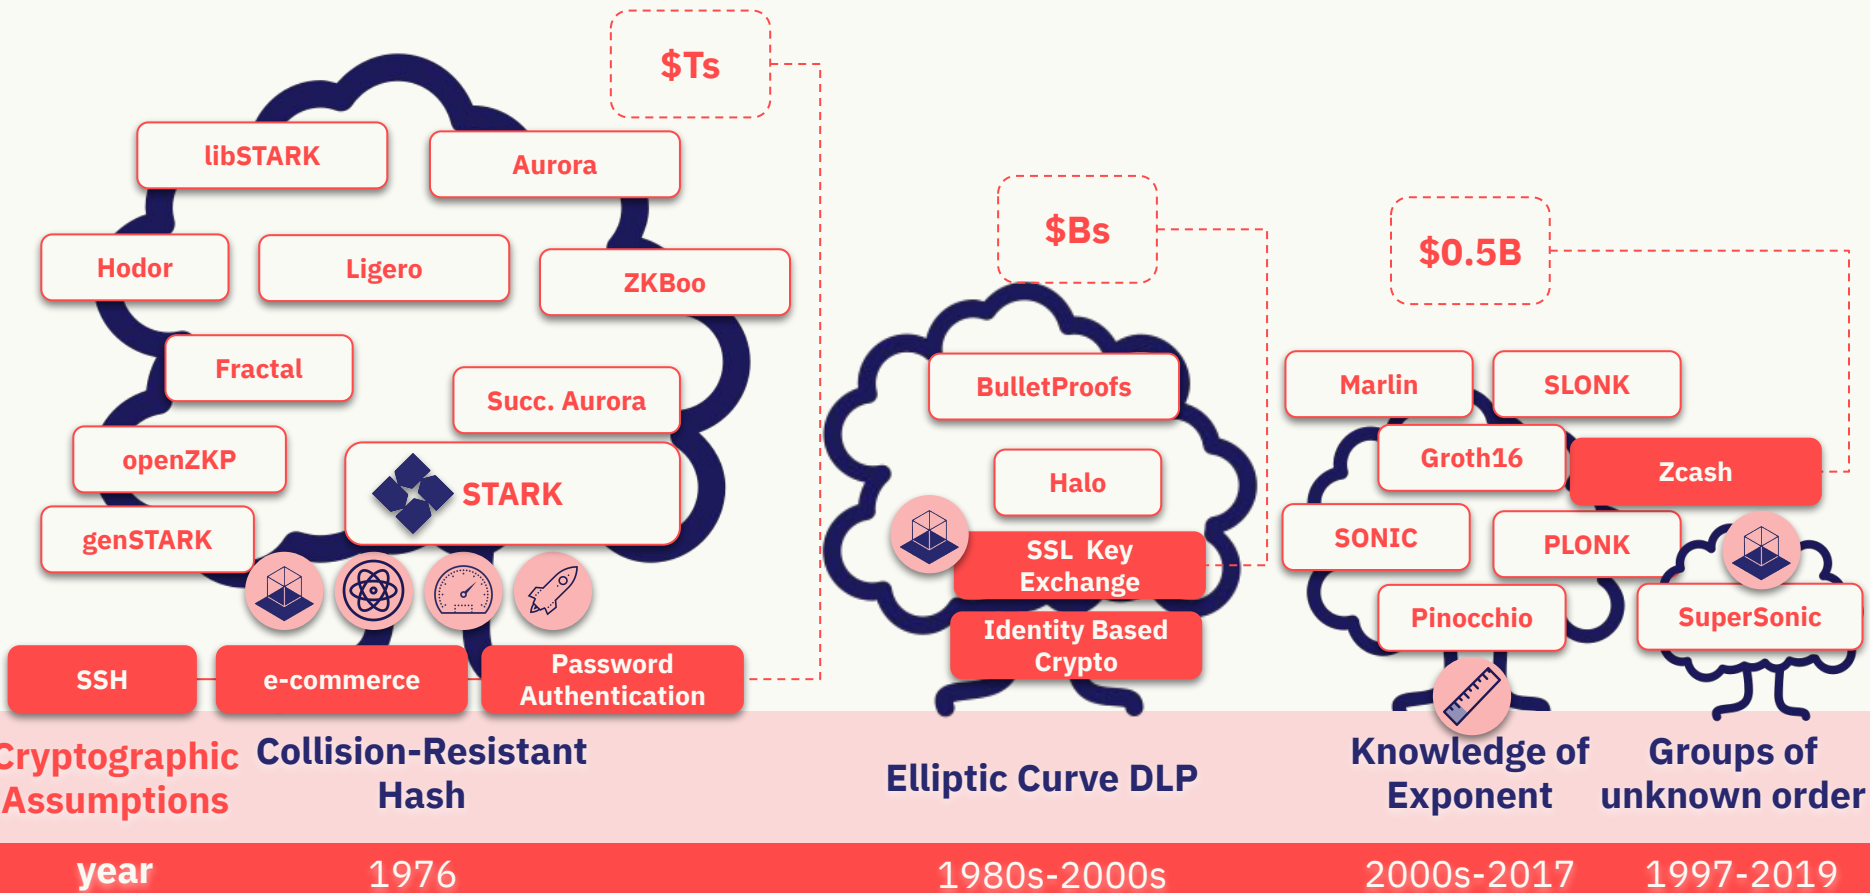 $Ts
libSTARK
Aurora
Hodor
Ligero
ZKBoo
Fractal
Succ. Aurora
openZKP
STARK
genSTARK
SSH
e-commerce
Password
Authentication
$Bs
BulletProofs
Halo
SSL Key
Exchange
Identity Based
Crypto
$0.5B
Marlin
SLONK
Groth16
Zcash
SONIC
PLONK
Pinocchio
SuperSonic
Cryptographic
Assumptions
Collision-Resistant
Hash
Elliptic Curve DLP
Knowledge of
Exponent
Groups of
unknown order
year
1976
1980s-2000s
2000s-2017
1997-2019